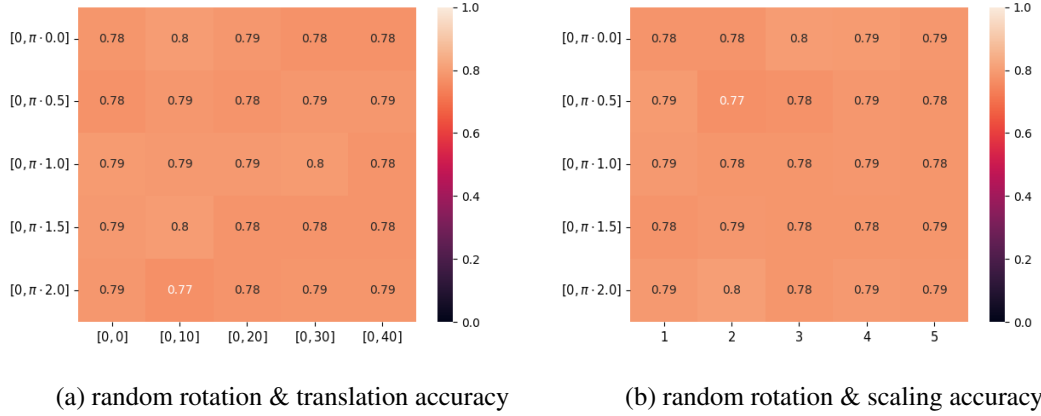 [0, π · 0.0] 0.78 0.8 0.79 0.78 0.78
[0, π · 0.5] 0.78 0.79 0.78 0.79 0.79
[0, π · 1.0] 0.79 0.79 0.79 0.8 0.78
[0, π · 1.5] 0.79 0.8 0.78 0.78 0.78
[0, π · 2.0] 0.79 0.77 0.78 0.79 0.79
[0, 0] [0, 10] [0, 20] [0, 30] [0, 40]
1.0
0.8
0.6
0.4
0.2
0.0
(a) random rotation & translation accuracy
[0, π · 0.0] 0.78 0.78 0.8 0.79 0.79
[0, π · 0.5] 0.79 0.77 0.78 0.79 0.78
[0, π · 1.0] 0.79 0.78 0.78 0.79 0.78
[0, π · 1.5] 0.78 0.79 0.78 0.78 0.79
[0, π · 2.0] 0.79 0.8 0.78 0.79 0.79
1 2 3 4 5
1.0
0.8
0.6
0.4
0.2
0.0
(b) random rotation & scaling accuracy